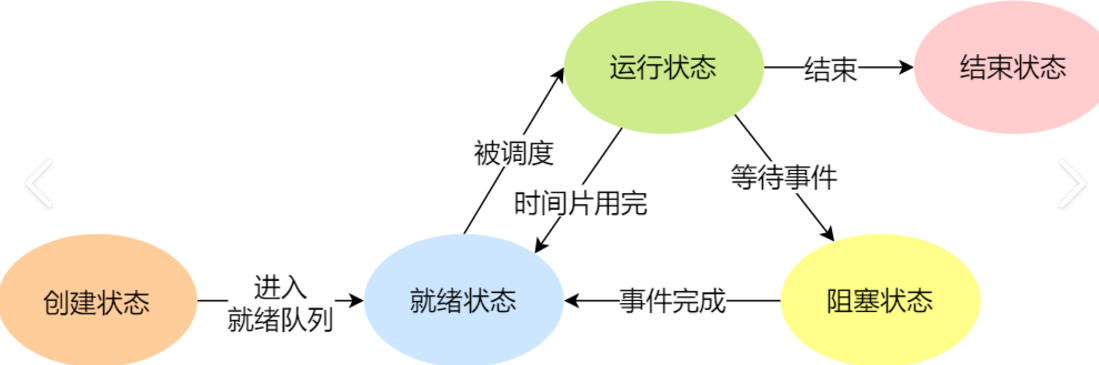 运行状态
结束
结束状态
被调度
等待事件
时间片用完
创建状态
进入
就绪队列
就绪状态
事件完成
阻塞状态